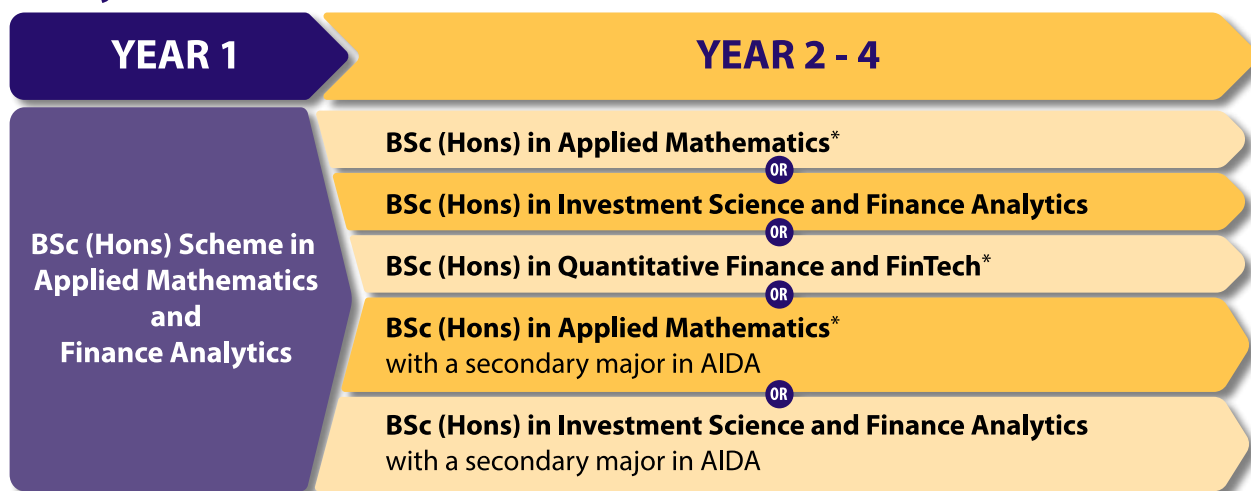 YEAR 1
YEAR 2 - 4
BSc (Hons) Scheme in
Applied Mathematics
and
Finance Analytics
BSc (Hons) in Applied Mathematics*
OR
BSc (Hons) in Investment Science and Finance Analytics
OR
BSc (Hons) in Quantitative Finance and FinTech*
OR
BSc (Hons) in Applied Mathematics*
with a secondary major in AIDA
OR
BSc (Hons) in Investment Science and Finance Analytics
with a secondary major in AIDA